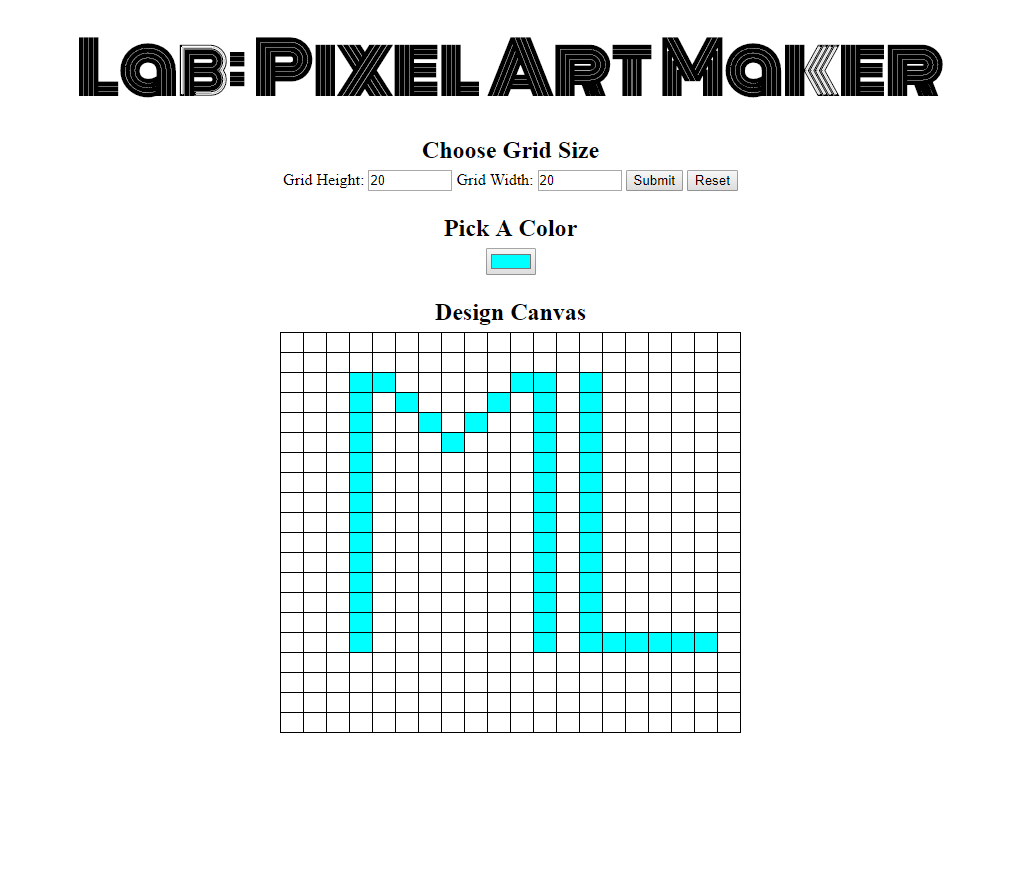 Lab: Pixel Art Maker
Choose Grid Size
Grid Height: 20 Grid Width: 20 Submit Reset
Pick A Color
Design Canvas
ML